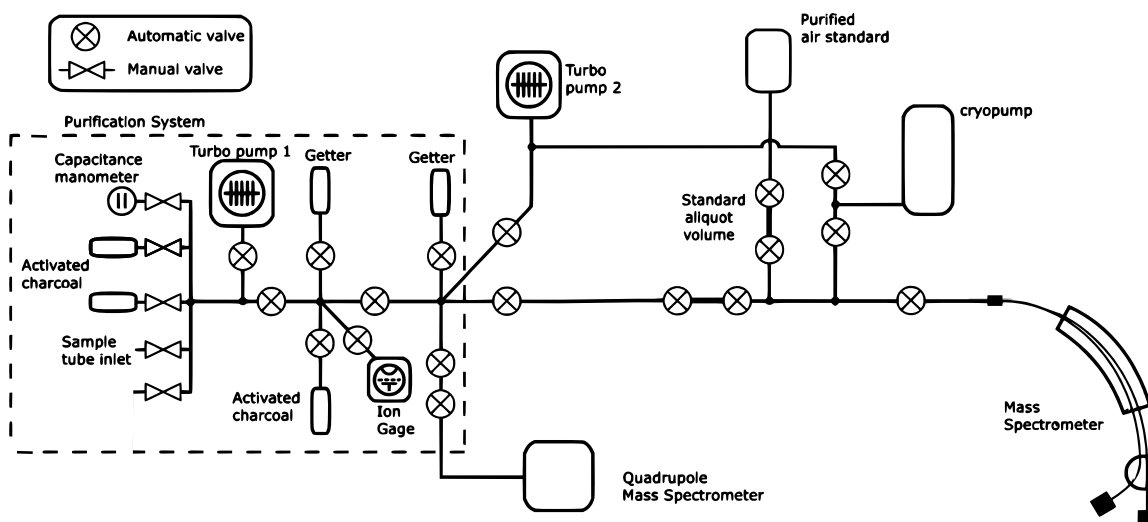 Automatic valve
Manual valve
Purified
air standard
Turbo
pump 2
cryopump
Purification System
Capacitance
manometer
Turbo pump 1
Getter
Getter
Standard
aliquot
volume
Activated
charcoal
Sample
tube inlet
Activated
charcoal
Ion
Gage
Mass
Spectrometer
Quadrupole
Mass Spectrometer